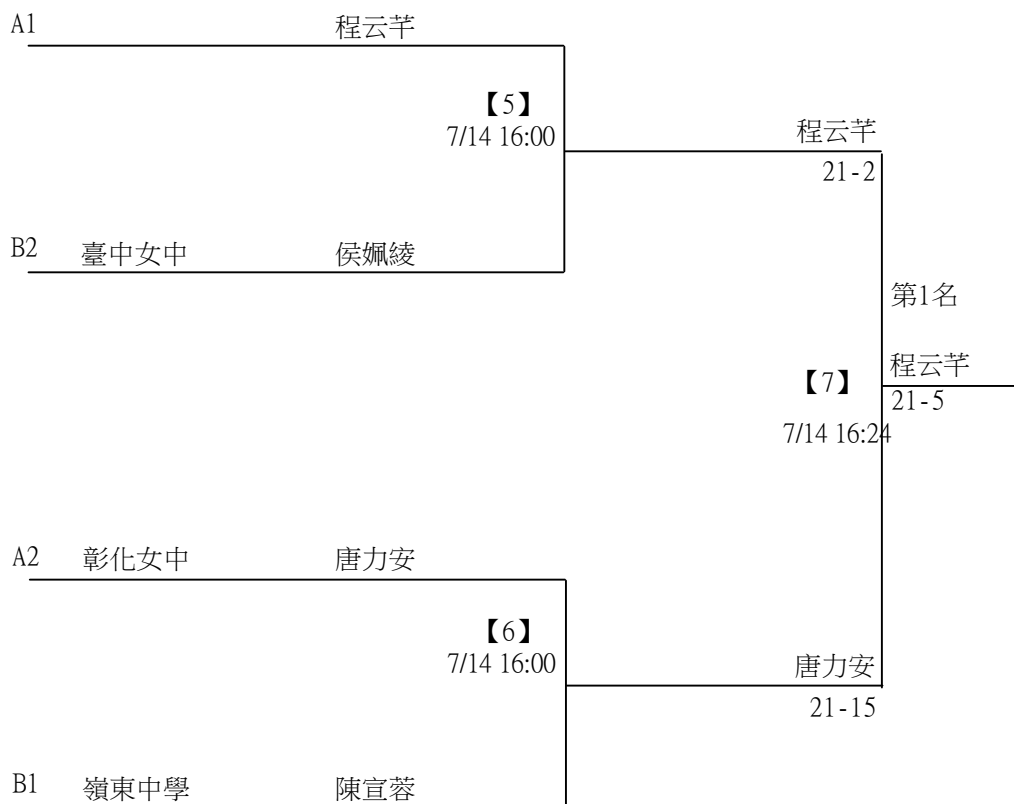 A1 程云芊
【5】
7/14 16:00
程云芊
21-2
B2 臺中女中 侯姵綾
第1名
【7】
程云芊
21-5
7/14 16:24
A2 彰化女中 唐力安
【6】
7/14 16:00
唐力安
21-15
B1 嶺東中學 陳宣蓉